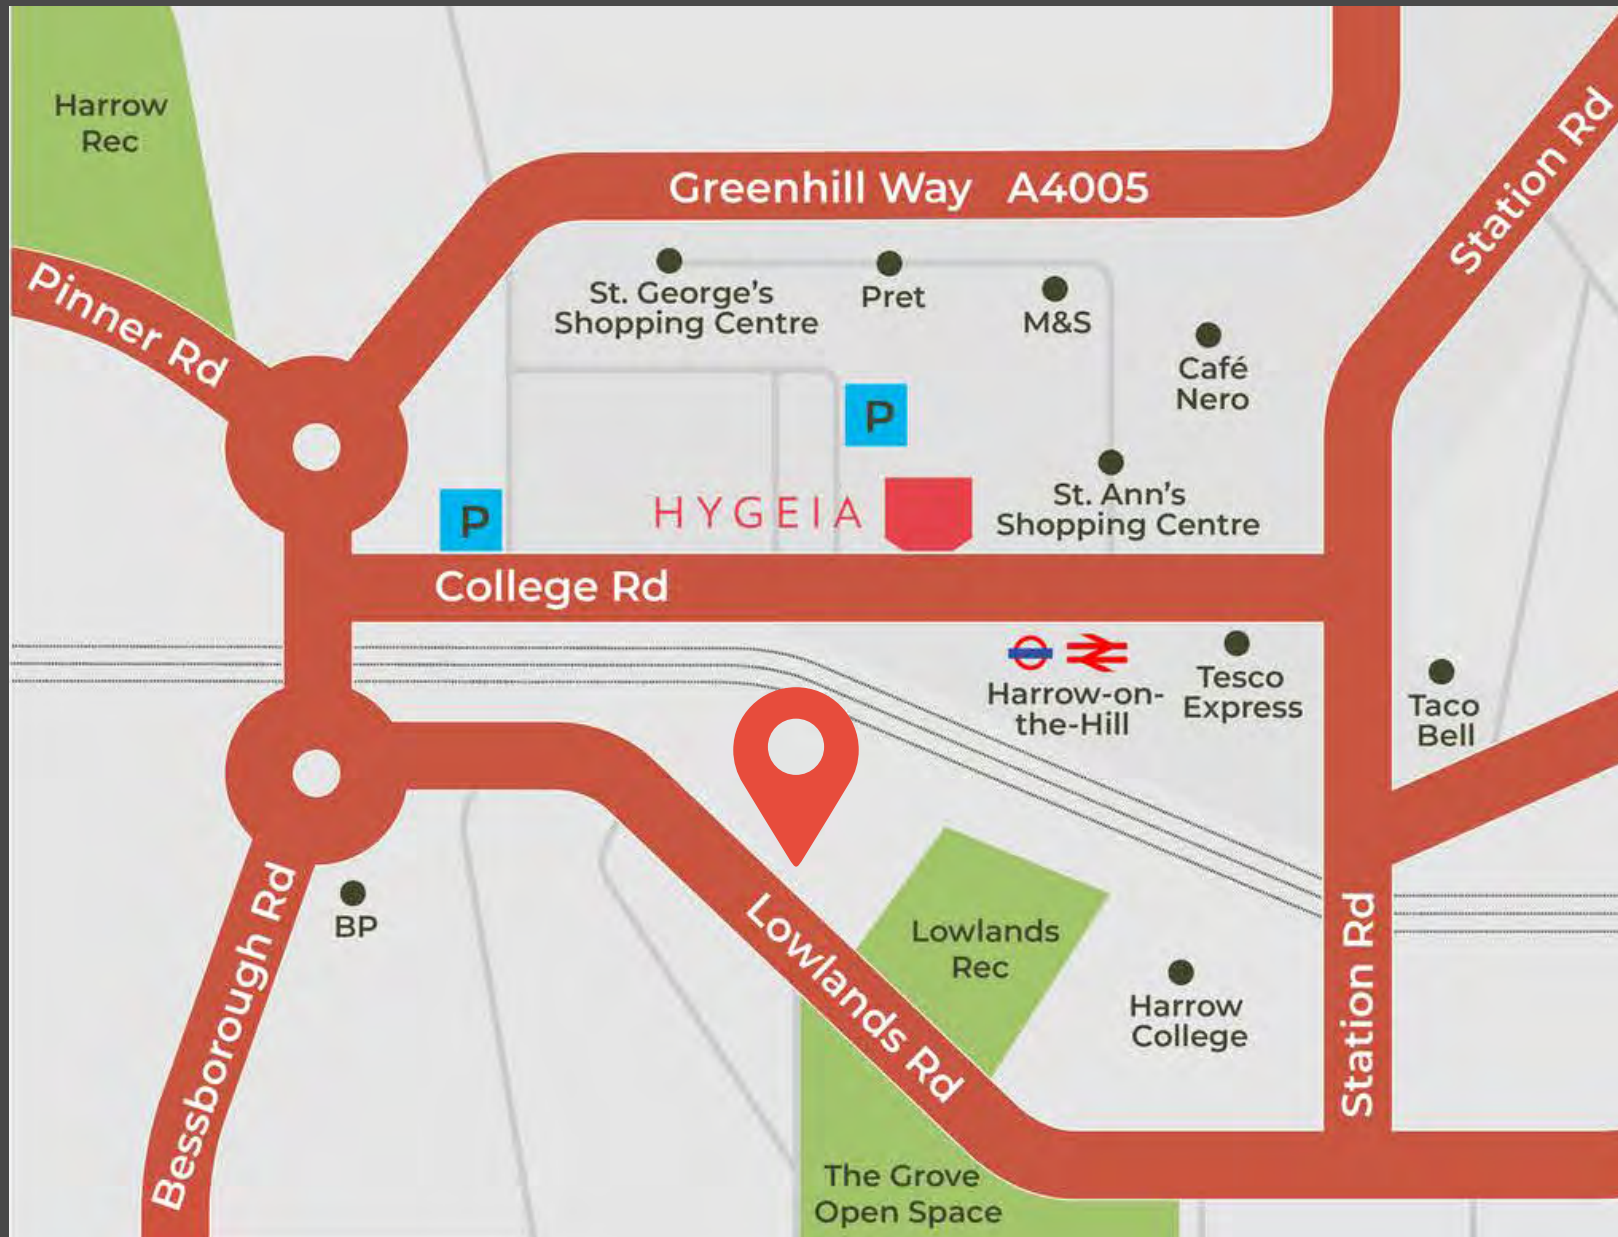 Harrow
Rec
Greenhill Way A4005
Station Rd
Pinner Rd
St. George's
Shopping Centre
Pret
M&S
Café
Nero
P
P
HYGEIA
St. Ann's
Shopping Centre
College Rd
Harrow-on-
the-Hill
Tesco
Express
Taco
Bell
BP
Bessborough Rd
Lowlands Rd
Lowlands
Rec
Harrow
College
Station Rd
The Grove
Open Space